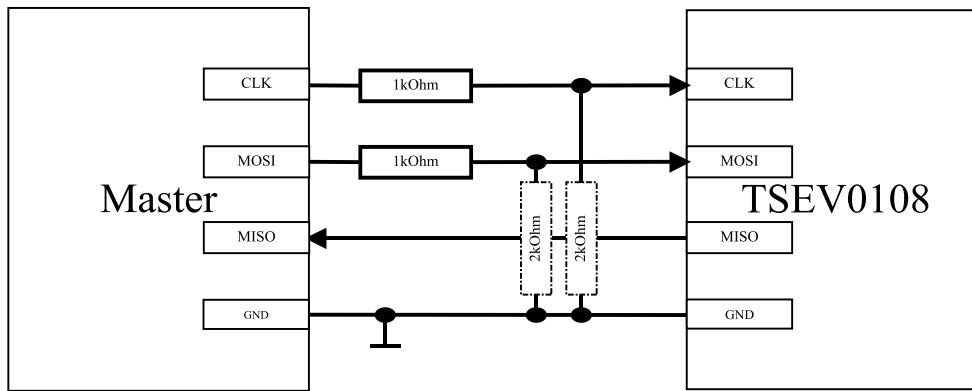 CLK
1kOhm
CLK
MOSI
1kOhm
MOSI
Master
TSEV0108
2kOhm
2kOhm
MISO
MISO
GND
GND